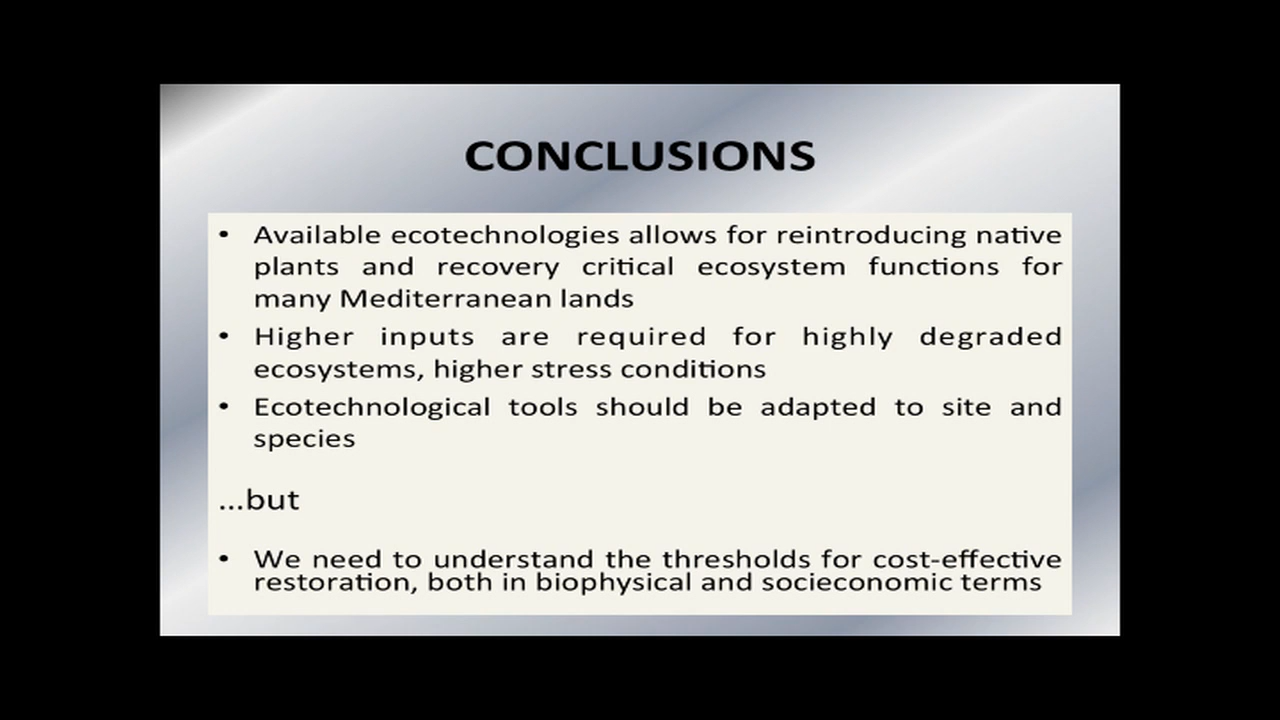 CONCLUSIONS
• Available ecotechnologies allows for reintroducing native
plants and recovery critical ecosystem functions for
many Mediterranean lands
• Higher inputs are required for highly degraded
ecosystems, higher stress conditions
• Ecotechnological tools should be adapted to site and
species
...but
• We need to understand the thresholds for cost-effective
restoration, both in biophysical and socieconomic terms